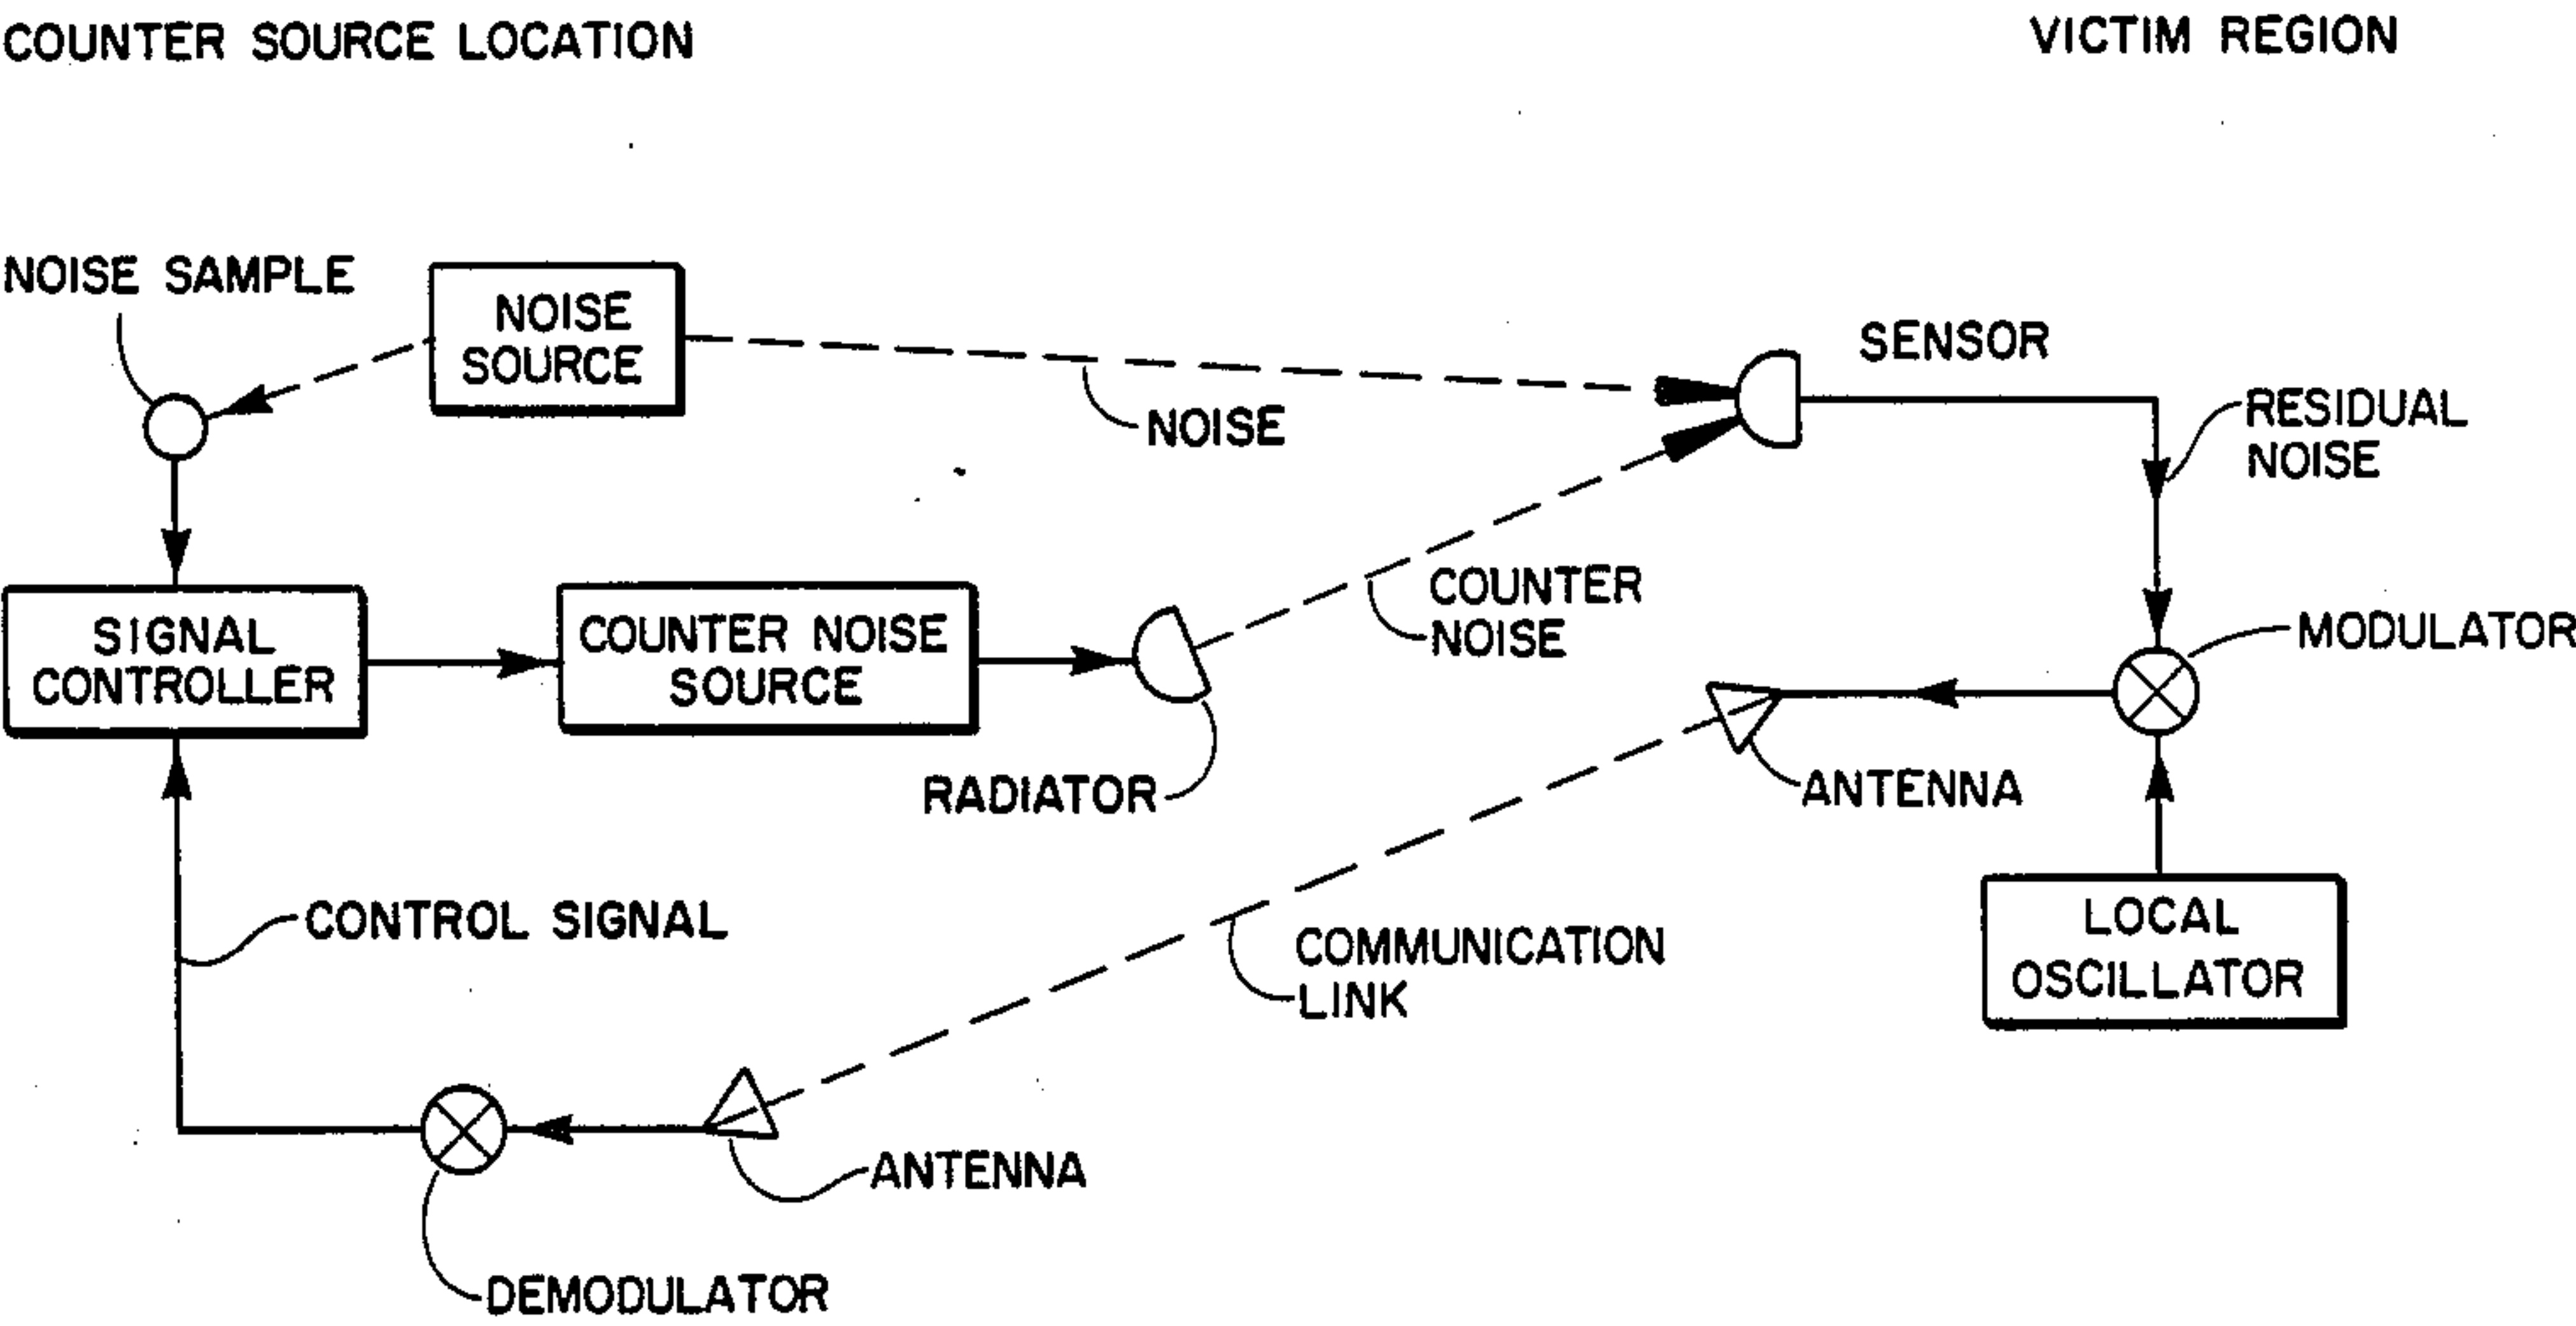 COUNTER SOURCE LOCATION
VICTIM REGION
NOISE SAMPLE
NOISE
SOURCE
NOISE
SENSOR
RESIDUAL
NOISE
SIGNAL
CONTROLLER
COUNTER NOISE
SOURCE
COUNTER
NOISE
MODULATOR
RADIATOR
ANTENNA
CONTROL SIGNAL
COMMUNICATION
LINK
LOCAL
OSCILLATOR
ANTENNA
DEMODULATOR